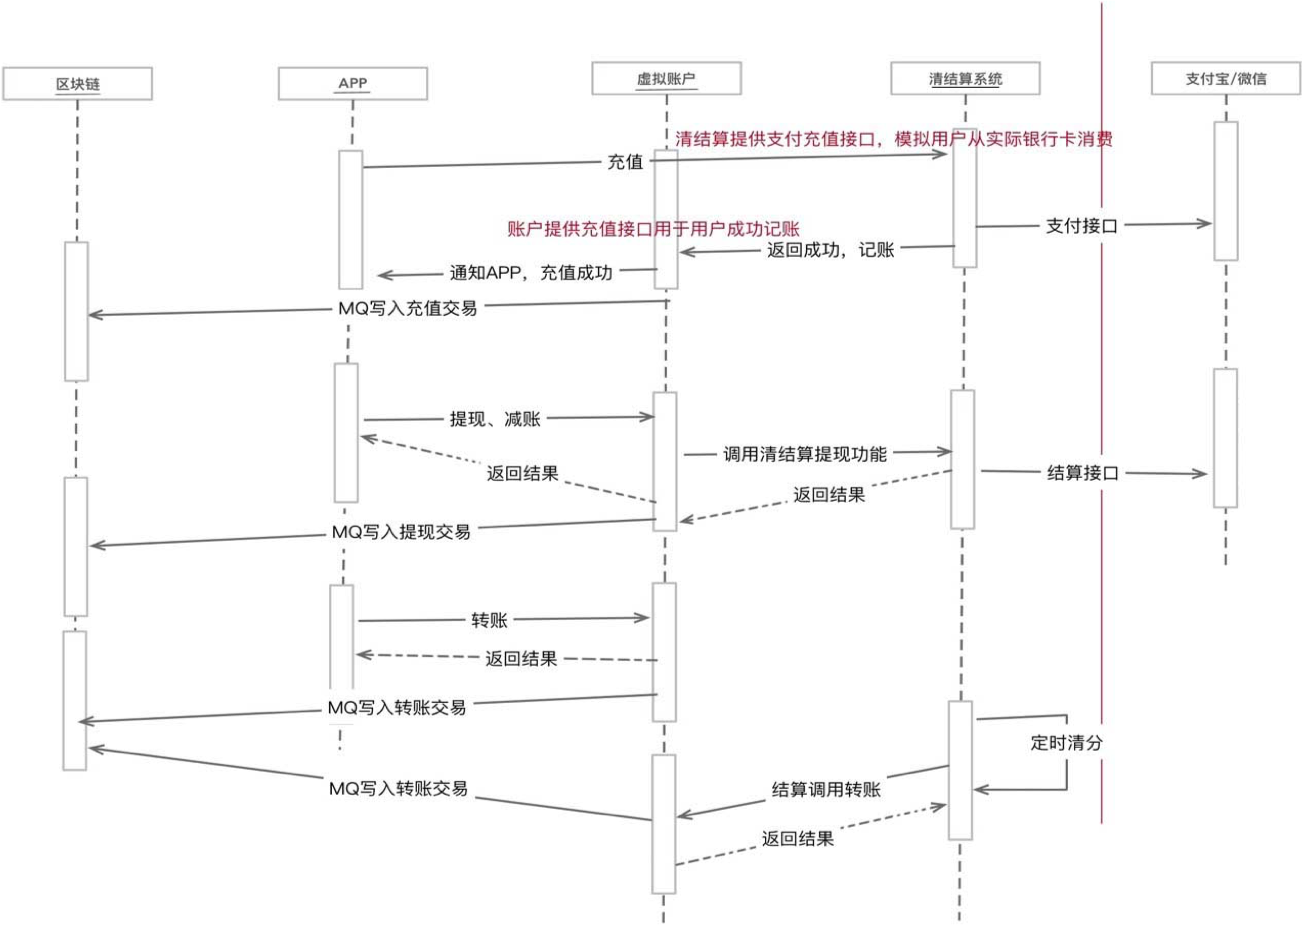 区块链
APP
虚拟账户
清结算系统
支付宝/微信
清结算提供支付充值接口，模拟用户从实际银行卡消费
充值
支付接口
账户提供充值接口用于用户成功记账
返回成功，记账
通知APP，充值成功
MQ写入充值交易
提现、减账
调用清结算提现功能
返回结果
结算接口
返回结果
MQ写入提现交易
转账
返回结果
MQ写入转账交易
定时清分
MQ写入转账交易
结算调用转账
返回结果